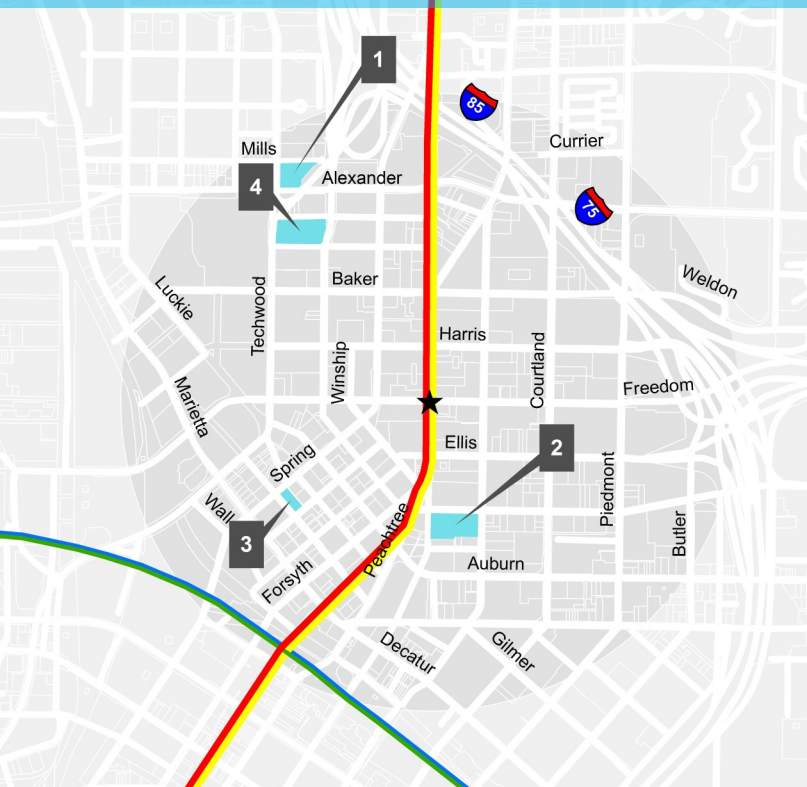 1
85
Currier
Mills
Alexander
4
75
Baker
Weldon
Luckie
Techwood
Harris
Winship
Courtland
Freedom
Marietta
Ellis
2
Spring
Piedmont
Wall
Peachtree
Butler
3
Auburn
Forsyth
Decatur
Gilmer